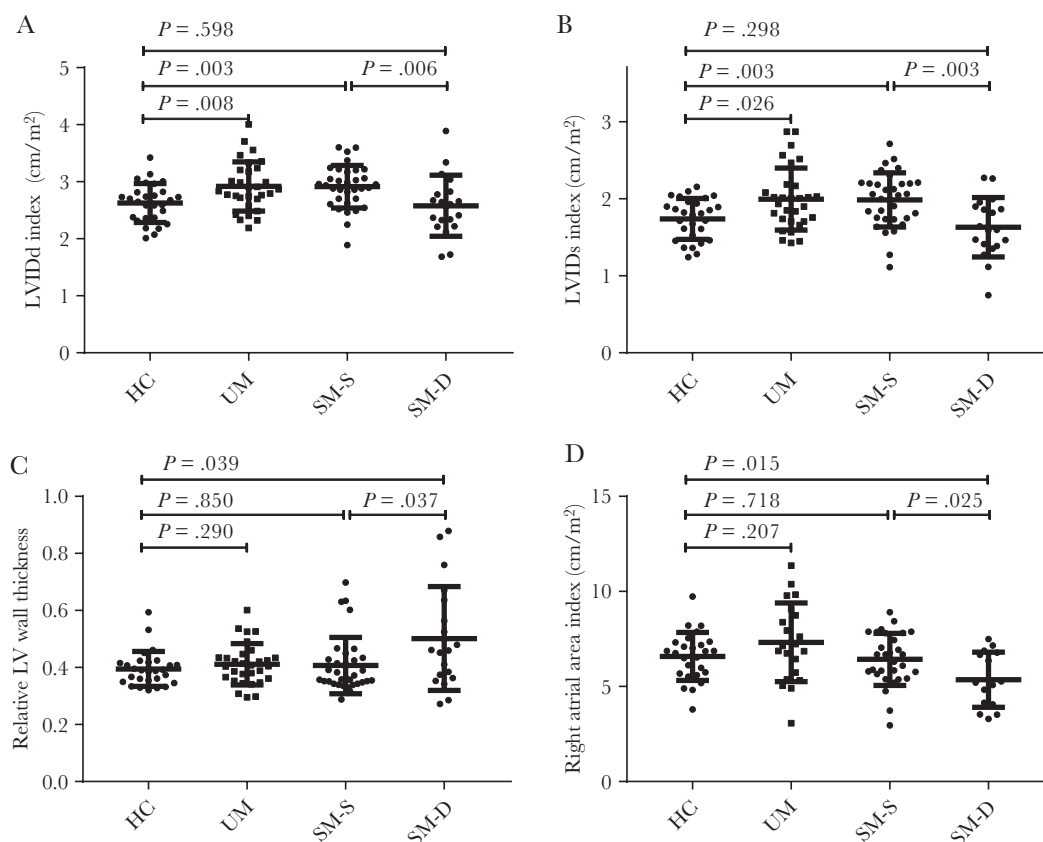 A
P = .598
P = .003
P = .006
P = .008
5
4
3
2
1
0
LVIDd index (cm/m²)
HC
UM
SM-S
SM-D
B
P = .298
P = .003
P = .003
P = .026
3
2
1
0
LVIDs index (cm/m²)
HC
UM
SM-S
SM-D
C
P = .039
P = .850
P = .037
P = .290
1.0
0.8
0.6
0.4
0.2
0.0
Relative LV wall thickness
HC
UM
SM-S
SM-D
D
P = .015
P = .718
P = .025
P = .207
15
10
5
0
Right atrial area index (cm/m²)
HC
UM
SM-S
SM-D